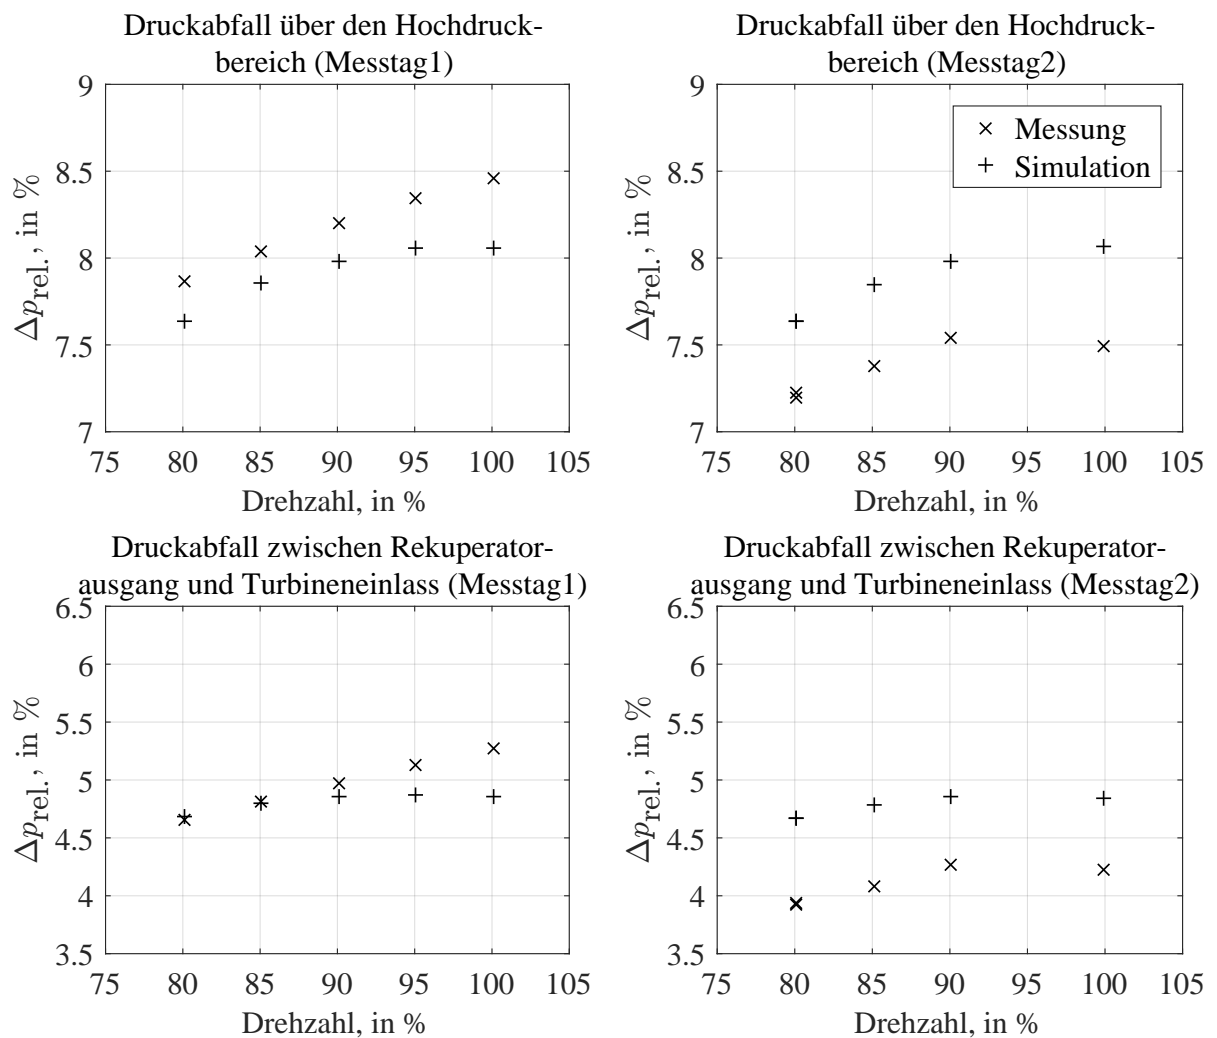 Druckabfall über den Hochdruck-
bereich (Messtag1)
9
8.5
8
7.5
7
Δp_rel., in %
75 80 85 90 95 100 105
Drehzahl, in %
Druckabfall über den Hochdruck-
bereich (Messtag2)
9
8.5
8
7.5
7
Δp_rel., in %
Messung
Simulation
75 80 85 90 95 100 105
Drehzahl, in %
Druckabfall zwischen Rekuperator-
ausgang und Turbineneinlass (Messtag1)
6.5
6
5.5
5
4.5
4
3.5
Δp_rel., in %
75 80 85 90 95 100 105
Drehzahl, in %
Druckabfall zwischen Rekuperator-
ausgang und Turbineneinlass (Messtag2)
6.5
6
5.5
5
4.5
4
3.5
Δp_rel., in %
75 80 85 90 95 100 105
Drehzahl, in %